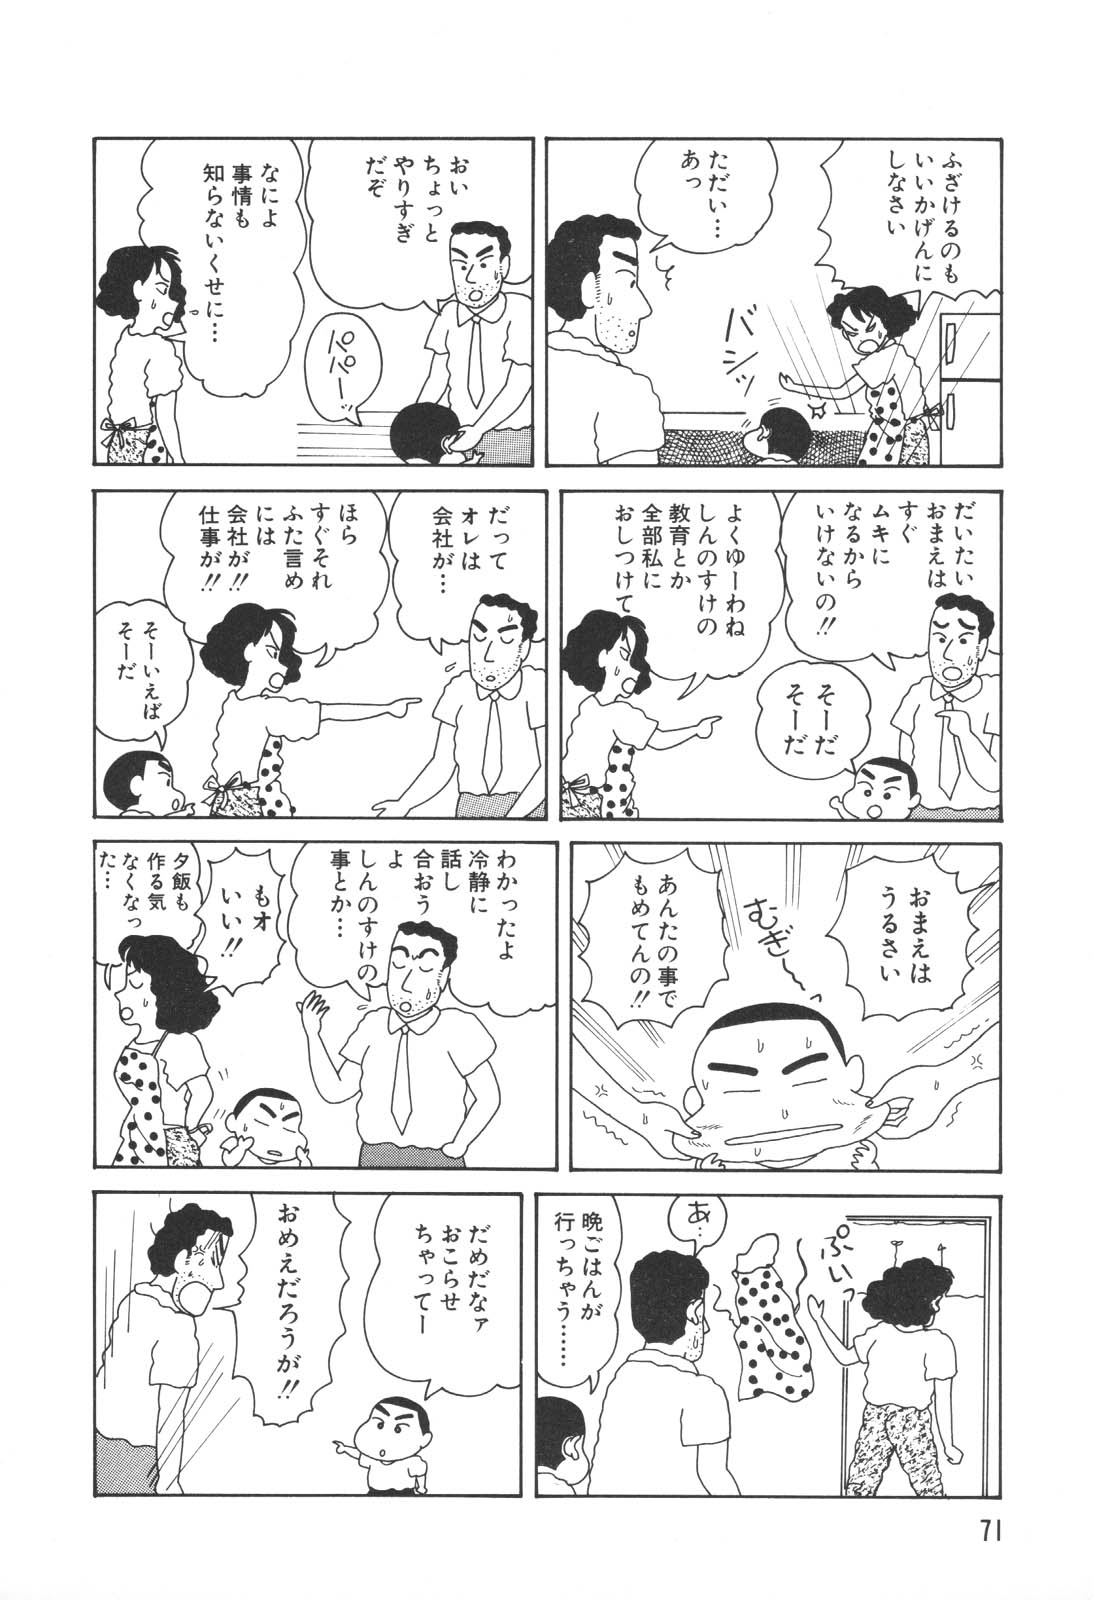 ふざけるのも
いいかげんに
しなさい
ただい…
あっ
バシッ
おい
ちょっと
やりすぎ
だぞ
パパーッ
なによ
事情も
知らないくせに…
だいたい
おまえは
すぐ
ムキに
なるから
いけないの!!
そーだ
そーだ
よくゆーわね
しんのすけの
教育とか
全部私に
おしつけて
だって
オレは
会社が…
ほら
すぐそれ
ふた言め
には
会社が!!
仕事が!!
そーいえば
そーだ
おまえは
うるさい
むぎ〜
あんたの事で
もめてんの!!
わかったよ
冷静に
話し
合おう
よ
しんのすけの
事とか…
もオ
いい!!
夕飯も
作る気
なくなっ
た…
ぷいっ
あ…
晩ごはんが
行っちゃう……
だめだなァ
おこらせ
ちゃってー
おめえだろうが!!
71